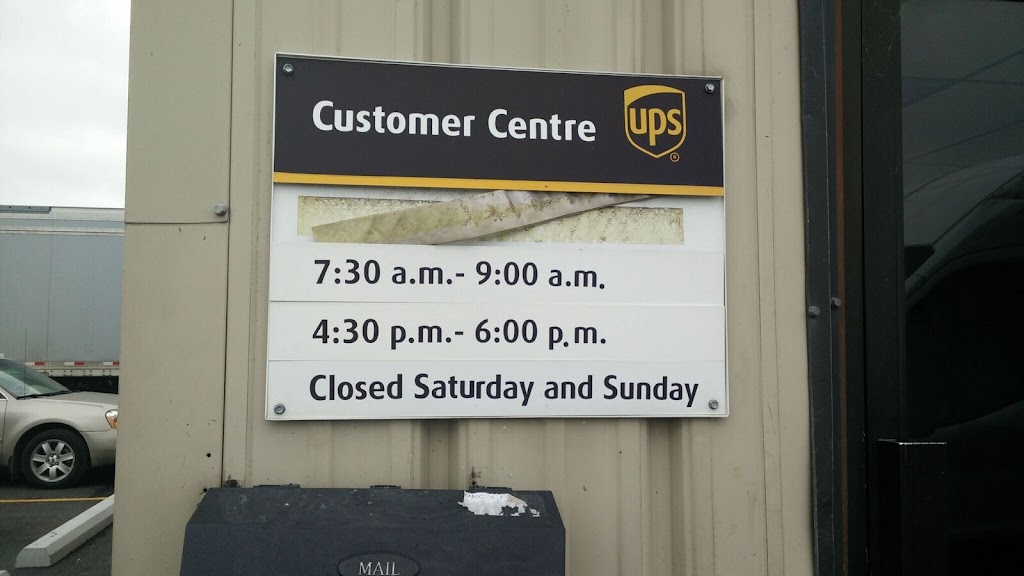 Customer Centre
ups
7:30 a.m.- 9:00 a.m.
4:30 p.m.- 6:00 p.m.
Closed Saturday and Sunday
MAIL